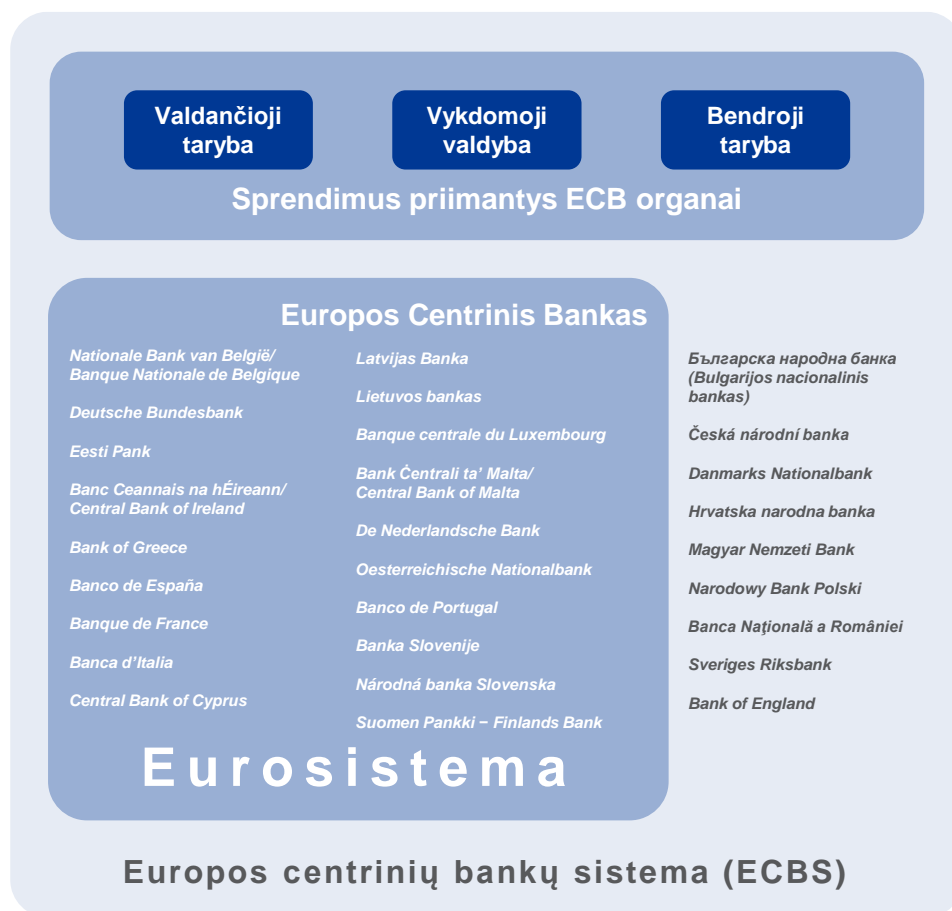 Valdančioji
taryba
Vykdomoji
valdyba
Bendroji
taryba
Sprendimus priimantys ECB organai
Europos Centrinis Bankas
Nationale Bank van België/
Banque Nationale de Belgique
Deutsche Bundesbank
Eesti Pank
Banc Ceannais na hÉireann/
Central Bank of Ireland
Bank of Greece
Banco de España
Banque de France
Banca d’Italia
Central Bank of Cyprus
Latvijas Banka
Lietuvos bankas
Banque centrale du Luxembourg
Bank Ċentrali ta’ Malta/
Central Bank of Malta
De Nederlandsche Bank
Oesterreichische Nationalbank
Banco de Portugal
Banka Slovenije
Národná banka Slovenska
Suomen Pankki − Finlands Bank
Българска народна банка
(Bulgarijos nacionalinis
bankas)
Česká národní banka
Danmarks Nationalbank
Hrvatska narodna banka
Magyar Nemzeti Bank
Narodowy Bank Polski
Banca Naţională a României
Sveriges Riksbank
Bank of England
Eurosistema
Europos centrinių bankų sistema (ECBS)